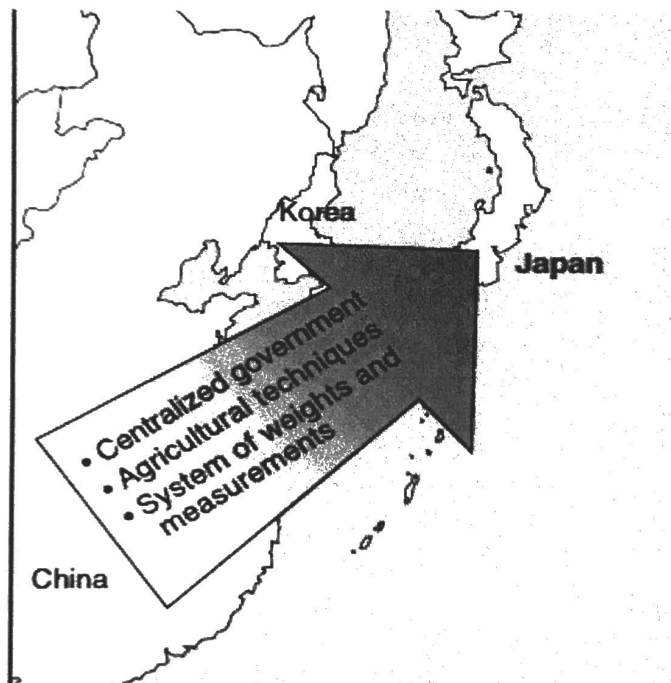 Korea
Japan
• Centralized government
• Agricultural techniques
• System of weights and
measurements
China